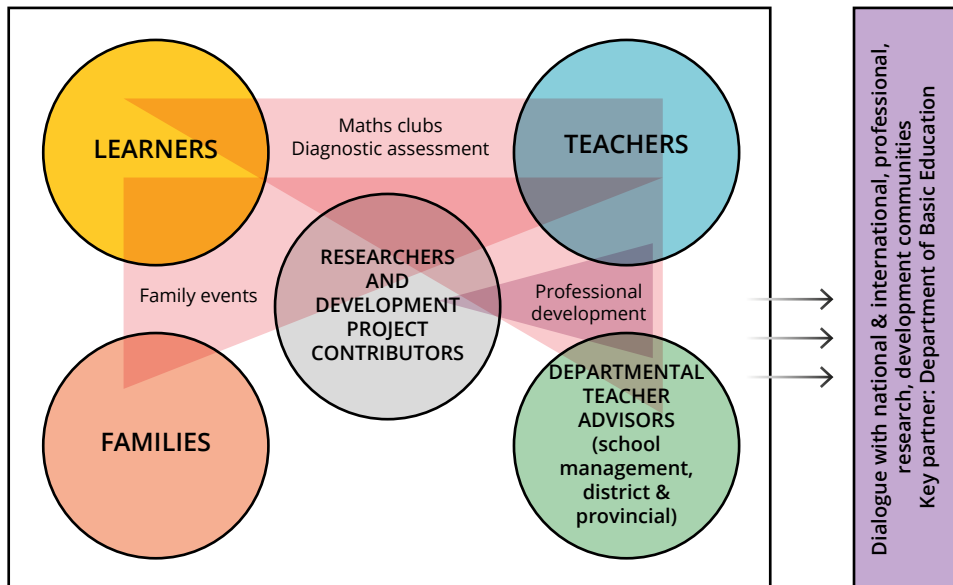 LEARNERS
Maths clubs
Diagnostic assessment
TEACHERS
RESEARCHERS
AND
DEVELOPMENT
PROJECT
CONTRIBUTORS
Family events
Professional
development
FAMILIES
DEPARTMENTAL
TEACHER
ADVISORS
(school
management,
district &
provincial)
Dialogue with national & international, professional,
research, development communities
Key partner: Department of Basic Education